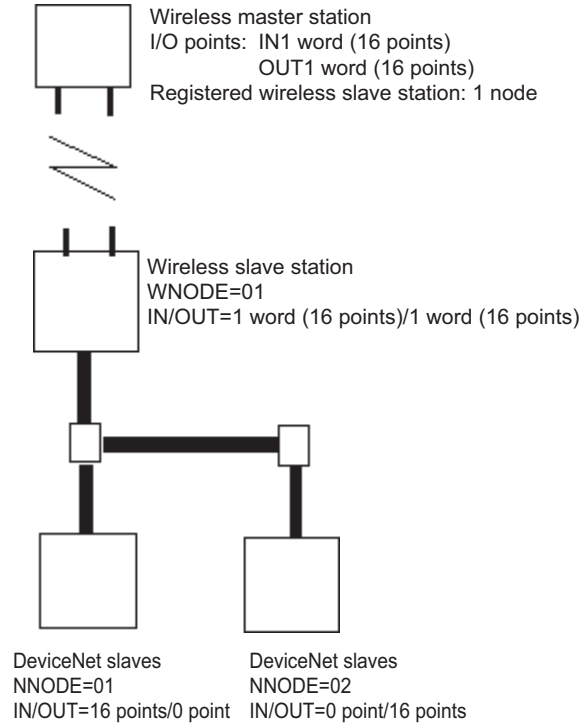 Wireless master station
I/O points: IN1 word (16 points)
OUT1 word (16 points)
Registered wireless slave station: 1 node
Wireless slave station
WNODE=01
IN/OUT=1 word (16 points)/1 word (16 points)
DeviceNet slaves
NNODE=01
IN/OUT=16 points/0 point
DeviceNet slaves
NNODE=02
IN/OUT=0 point/16 points